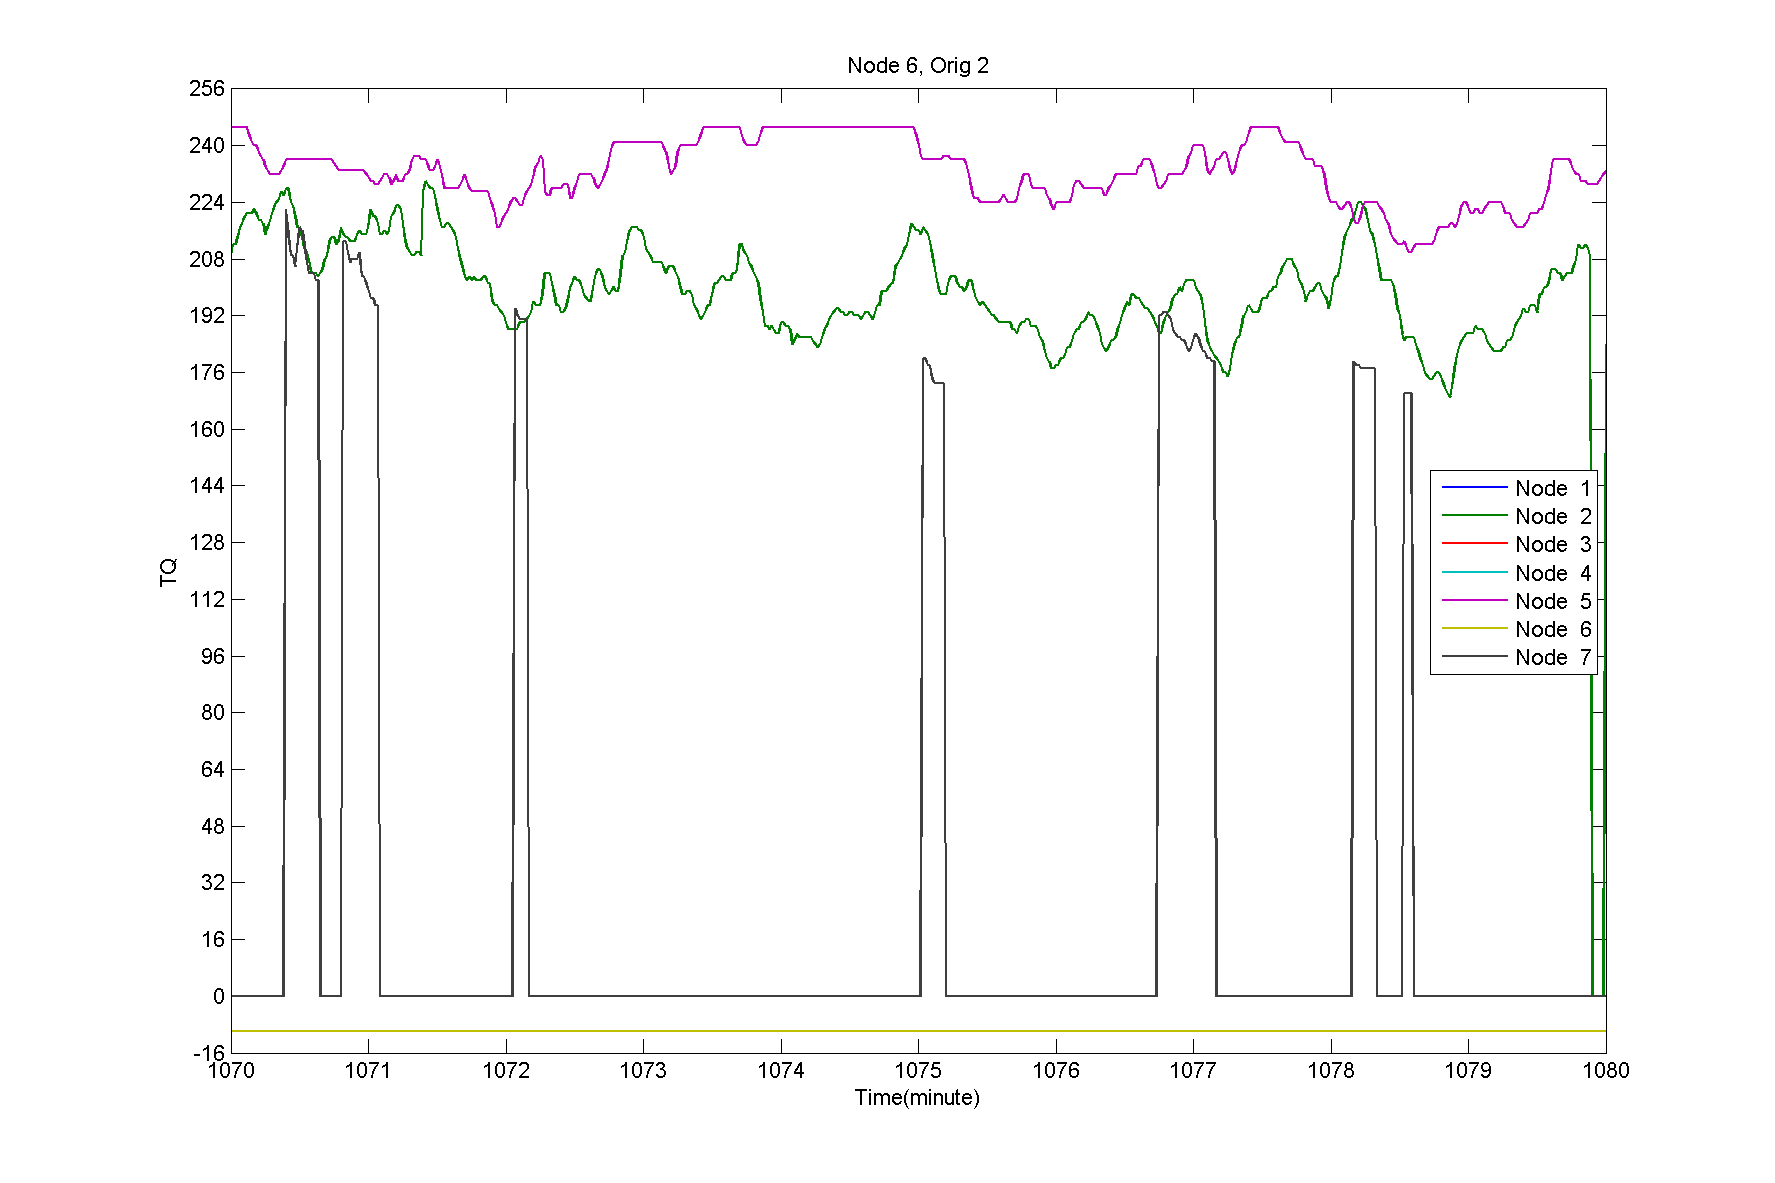 Node 6, Orig 2
256
240
224
208
192
176
160
144
128
112
96
80
64
48
32
16
0
-16
TQ
Node 1
Node 2
Node 3
Node 4
Node 5
Node 6
Node 7
1070 1071 1072 1073 1074 1075 1076 1077 1078 1079 1080
Time(minute)